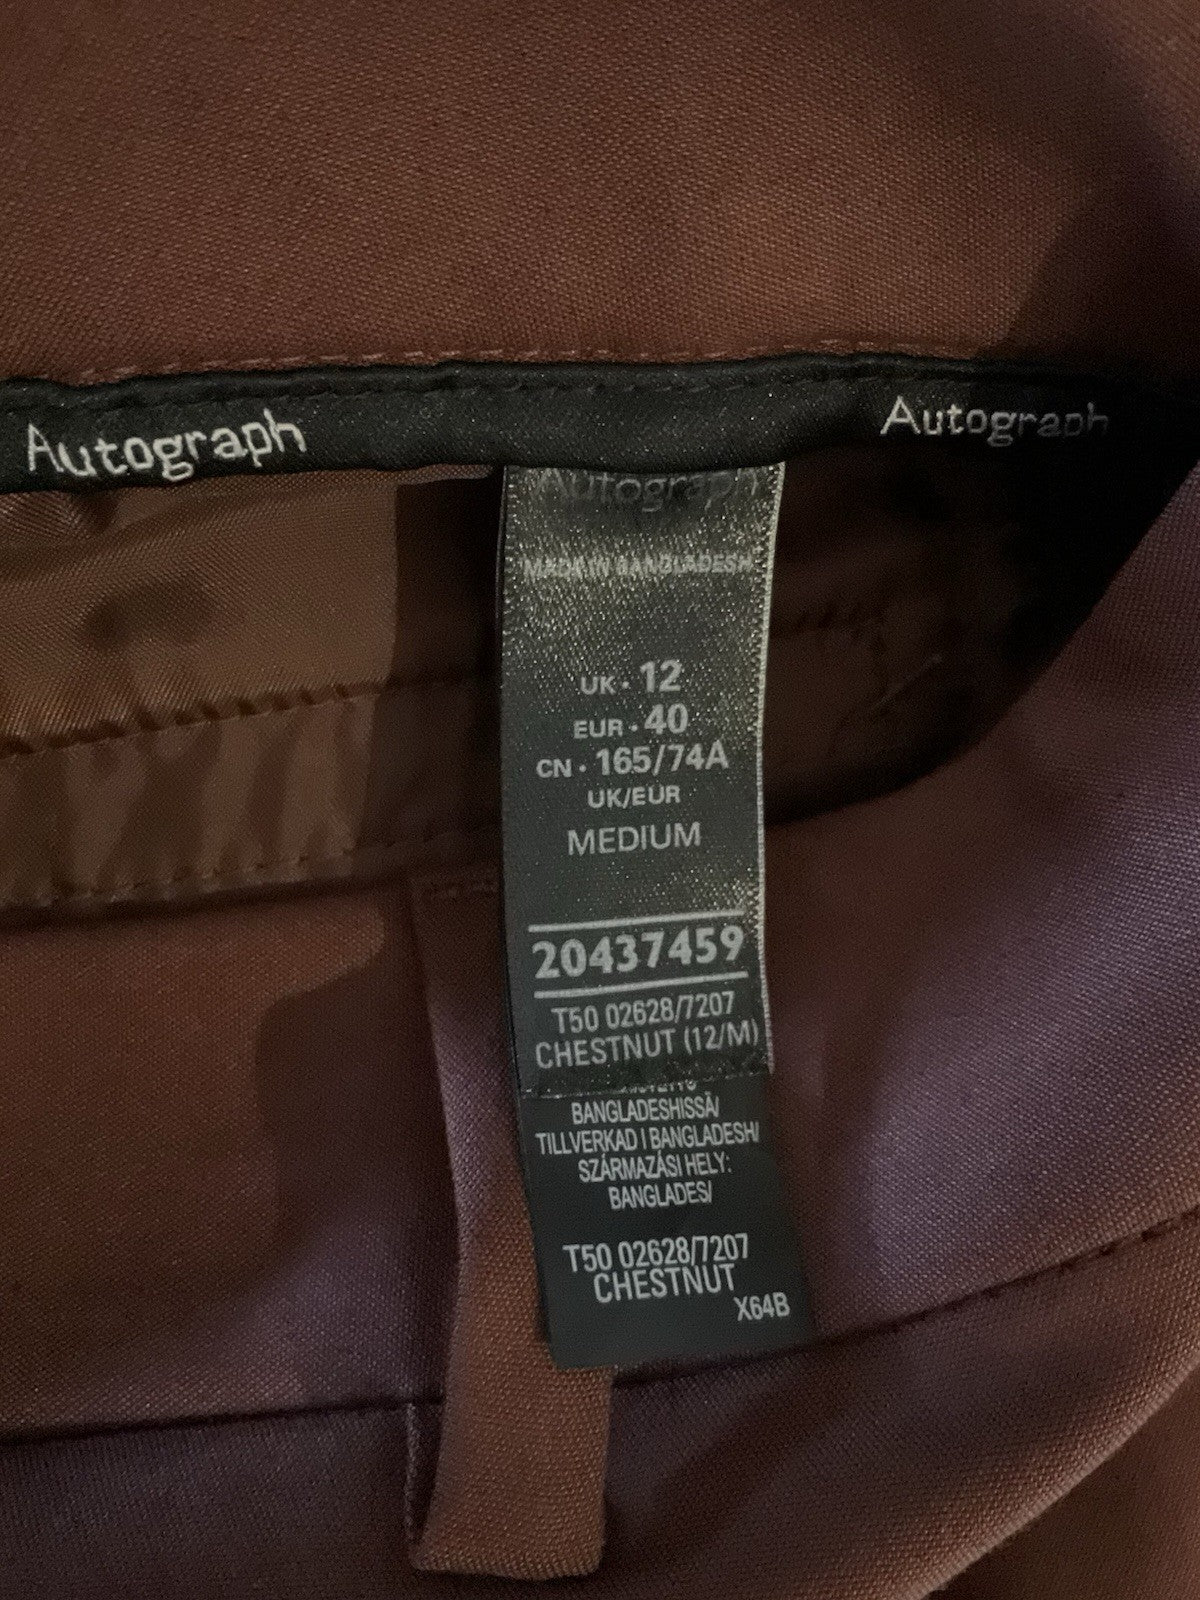 Autograph
Autograph
Autograph
MADE IN BANGLADESH
UK · 12
EUR · 40
CN · 165/74A
UK/EUR
MEDIUM
20437459
T50 02628/7207
CHESTNUT (12/M)
BANGLADESHISSÄ/
TILLVERKAD I BANGLADESH/
SZÁRMAZÁSI HELY:
BANGLADES/
T50 02628/7207
CHESTNUT
X64B